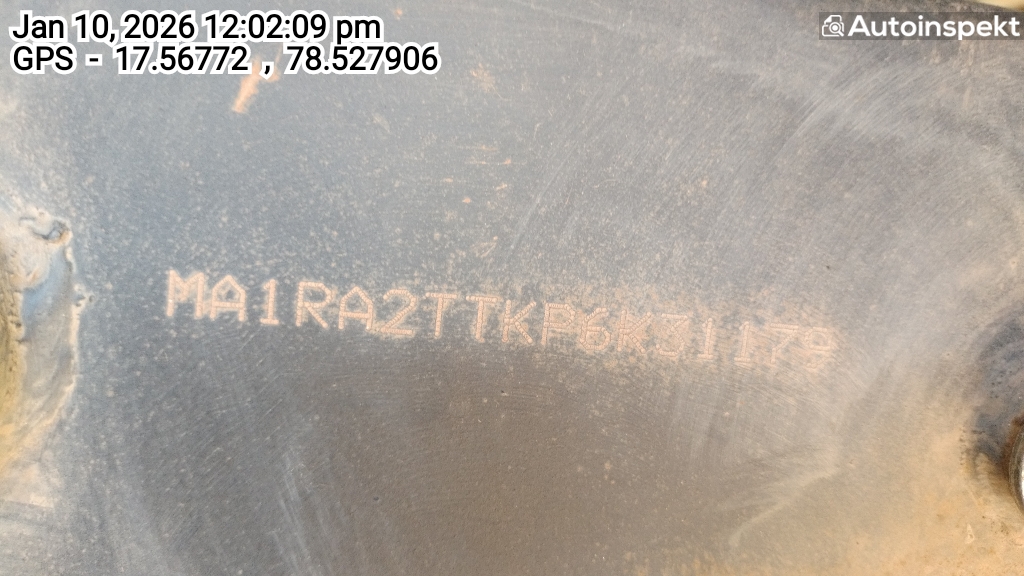 Jan 10, 2026 12:02:09 pm
GPS - 17.56772 , 78.527906
Autoinspekt
MA1RA2TTKP6K31179